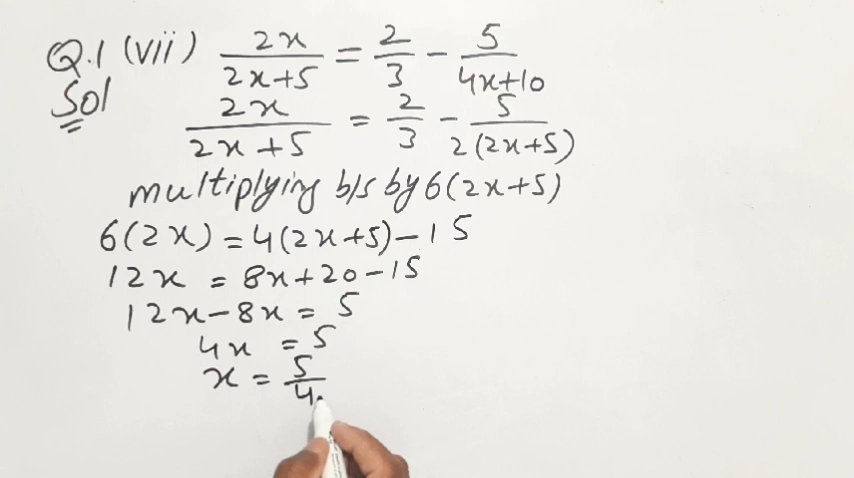 Q.1 (vii) 2x/2x+5 = 2/3 - 5/4x+10
Sol
2x/2x+5 = 2/3 - 5/2(2x+5)
multiplying b/s by 6(2x+5)
6(2x) = 4(2x+5)-15
12x = 8x+20-15
12x-8x = 5
4x = 5
x = 5/4